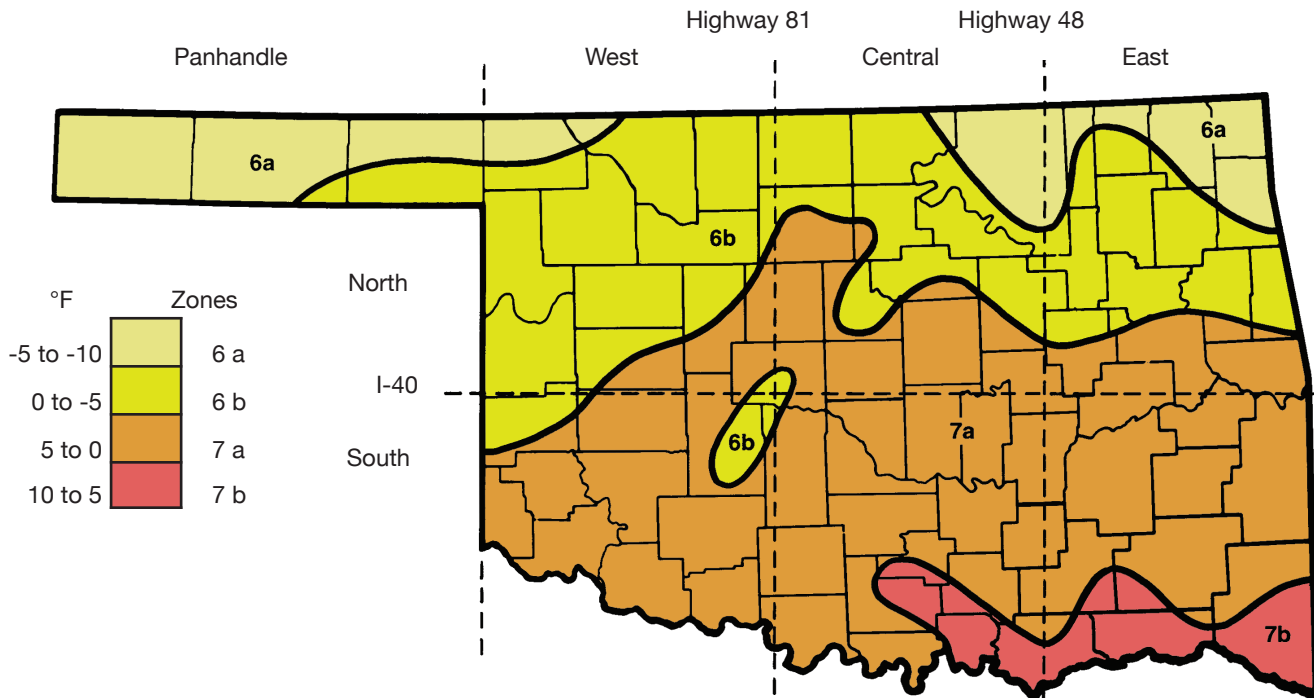 Highway 81
Highway 48
Panhandle
West
Central
East
6a
6a
6b
North
°F
Zones
-5 to -10
6 a
I-40
0 to -5
6 b
5 to 0
7 a
6b
7a
South
10 to 5
7 b
7b